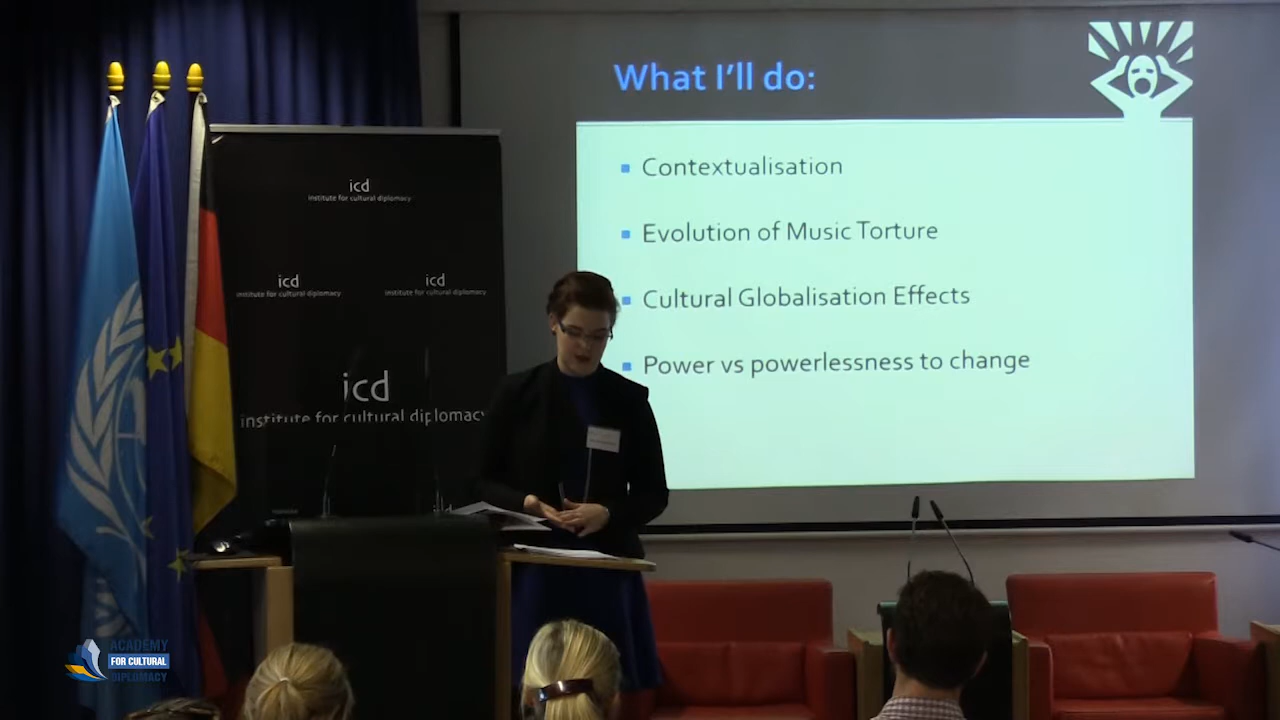 What I'll do:
Contextualisation
Evolution of Music Torture
Cultural Globalisation Effects
Power vs powerlessness to change
icd
institute for cultural diplomacy
icd
institute for cultural diplomacy
icd
institute for cultural diplomacy
icd
institute for cultural diplomacy
ACADEMY
FOR CULTURAL
DIPLOMACY